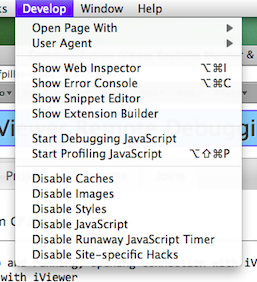 Develop Window Help
Open Page With
User Agent
Show Web Inspector ⌥⌘I
Show Error Console ⌥⌘C
Show Snippet Editor
Show Extension Builder
Start Debugging JavaScript
Start Profiling JavaScript ⌥⇧⌘P
Disable Caches
Disable Images
Disable Styles
Disable JavaScript
Disable Runaway JavaScript Timer
Disable Site-specific Hacks
with iViewer